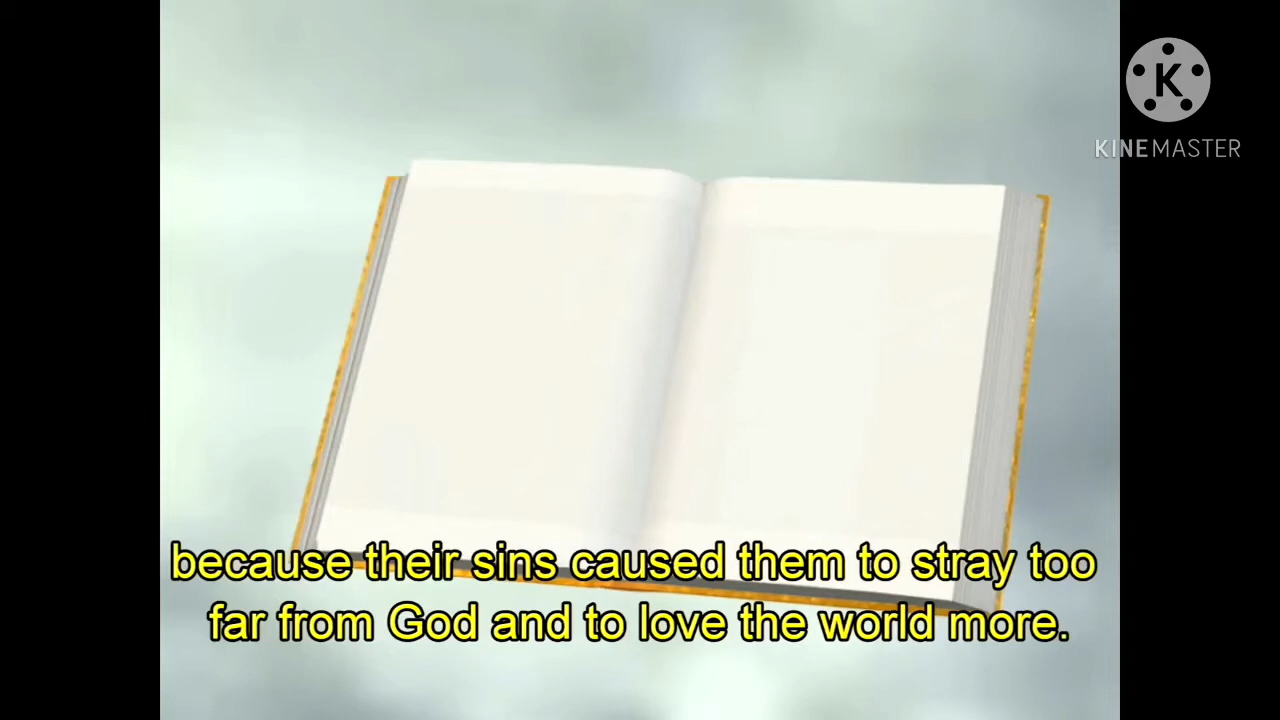 K
KINEMASTER
because their sins caused them to stray too
far from God and to love the world more.